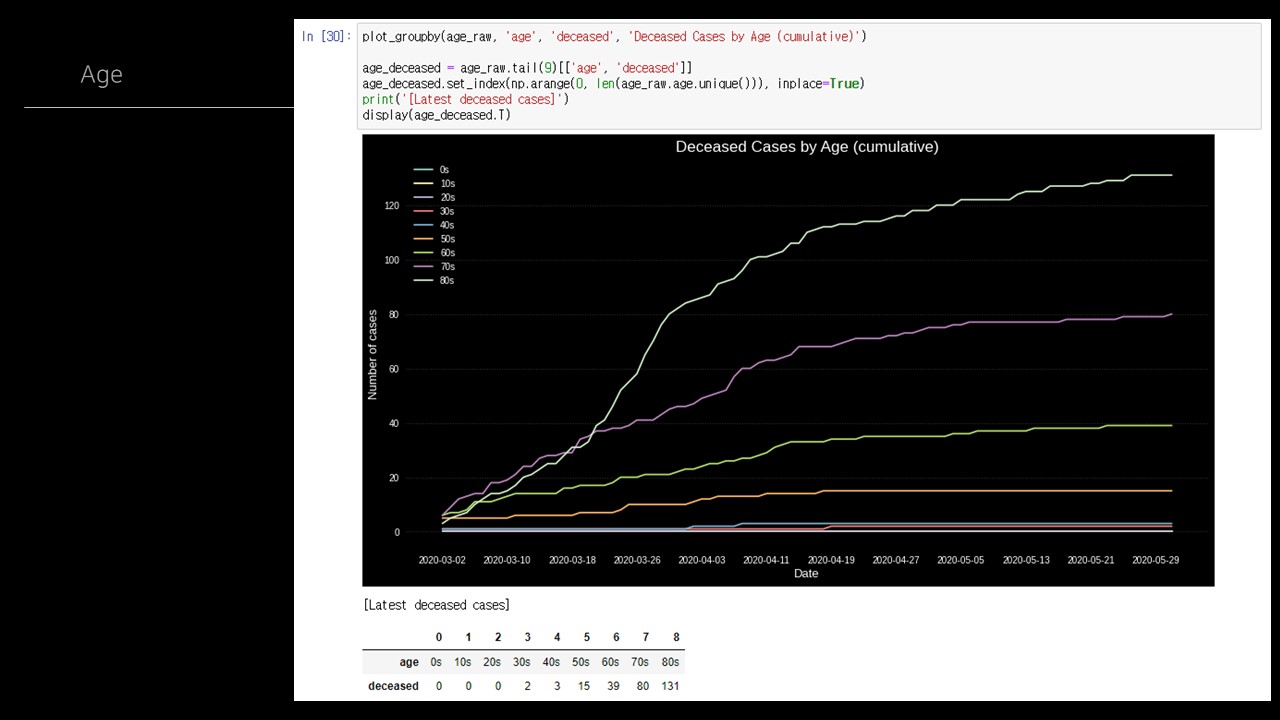 Age
In [30]:
plot_groupby(age_raw, 'age', 'deceased', 'Deceased Cases by Age (cumulative)')
age_deceased = age_raw.tail(9)[['age', 'deceased']]
age_deceased.set_index(np.arange(0, len(age_raw.age.unique())), inplace=True)
print('[Latest deceased cases]')
display(age_deceased.T)
Deceased Cases by Age (cumulative)
0s
10s
20s
30s
40s
50s
60s
70s
80s
120
100
80
60
40
20
0
Number of cases
2020-03-02 2020-03-10 2020-03-18 2020-03-26 2020-04-03 2020-04-11 2020-04-19 2020-04-27 2020-05-05 2020-05-13 2020-05-21 2020-05-29
Date
[Latest deceased cases]
0 1 2 3 4 5 6 7 8
age 0s 10s 20s 30s 40s 50s 60s 70s 80s
deceased 0 0 0 2 3 15 39 80 131